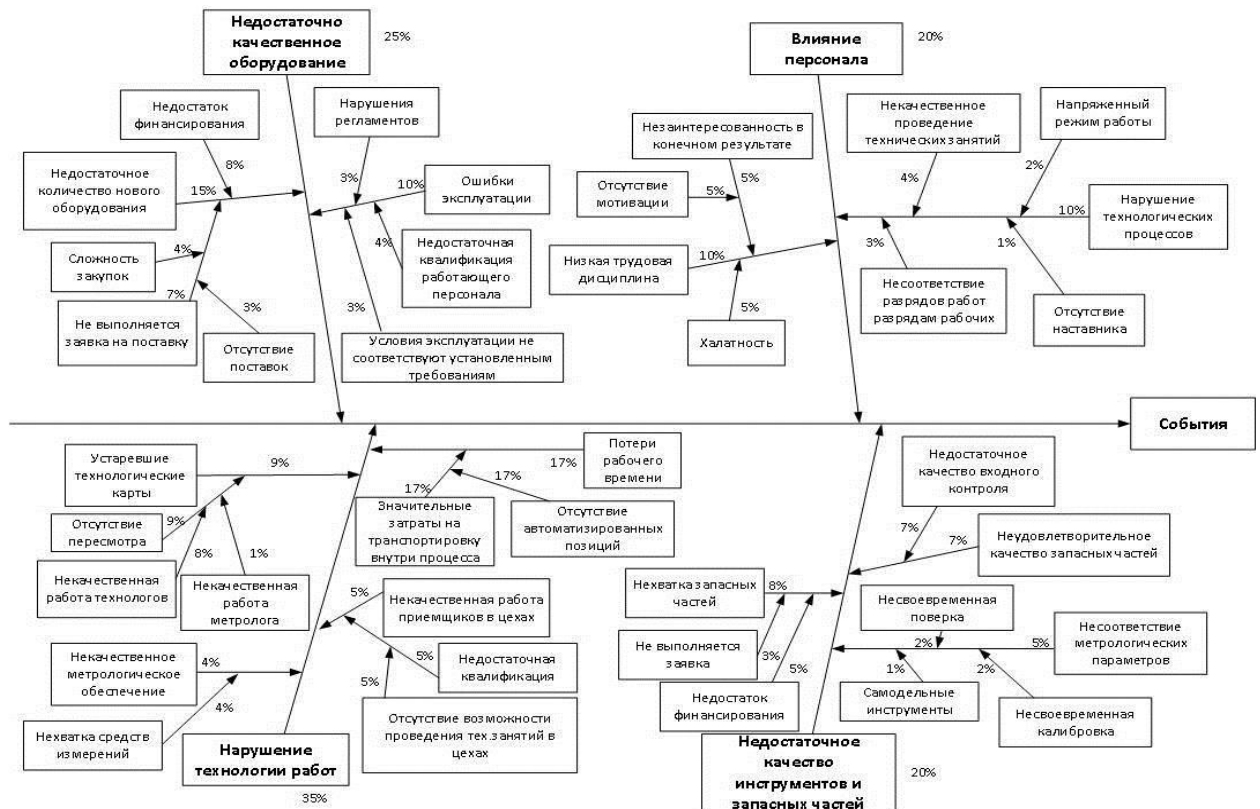 Недостаточно
качественное
оборудование
25%
Влияние
персонала
20%
Недостаток
финансирования
8%
Нарушения
регламентов
3%
Недостаточное
количество нового
оборудования
15%
Ошибки
эксплуатации
10%
Сложность
закупок
4%
Недостаточная
квалификация
работающего
персонала
4%
Не выполняется
заявка на поставку
7%
Отсутствие
поставок
3%
Условия эксплуатации не
соответствуют установленным
требованиям
3%
Незаинтересованность в
конечном результате
5%
Отсутствие
мотивации
5%
Низкая трудовая
дисциплина
10%
Халатность
5%
Некачественное
проведение
технических занятий
4%
Напряженный
режим работы
2%
Нарушение
технологических
процессов
10%
Несоответствие
разрядов работ
разрядам рабочих
3%
Отсутствие
наставника
1%
События
Устаревшие
технологические
карты
9%
Отсутствие
пересмотра
9%
Некачественная
работа технологов
8%
Некачественная
работа
метролога
1%
Потери
рабочего
времени
17%
Значительные
затраты на
транспортировку
внутри процесса
17%
Отсутствие
автоматизированных
позиций
17%
Некачественная работа
приемщиков в цехах
5%
Недостаточная
квалификация
5%
Отсутствие возможности
проведения тех.занятий в
цехах
5%
Некачественное
метрологическое
обеспечение
4%
Нехватка средств
измерений
4%
Нарушение
технологии работ
35%
Недостаточное
качество входного
контроля
7%
Неудовлетворительное
качество запасных частей
7%
Нехватка запасных
частей
8%
Не выполняется
заявка
3%
Недостаток
финансирования
5%
Несвоевременная
поверка
2%
Несоответствие
метрологических
параметров
5%
Самодельные
инструменты
1%
Несвоевременная
калибровка
2%
Недостаточное
качество
инструментов и
запасных частей
20%